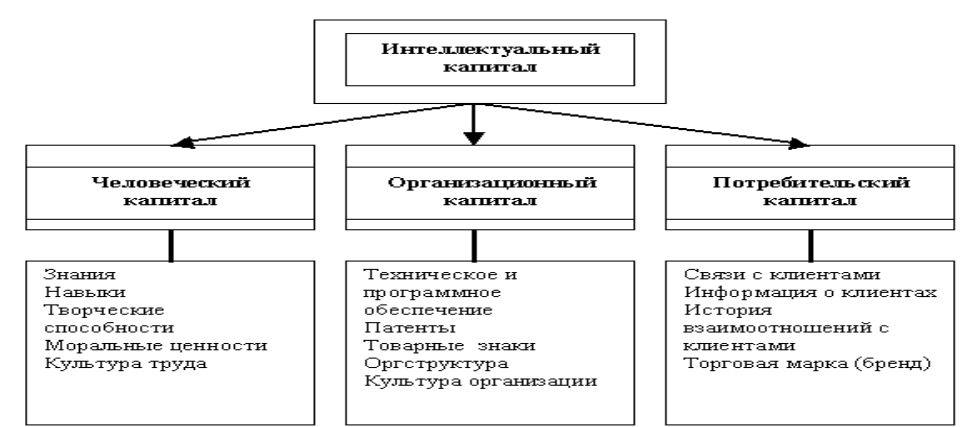 Интеллектуальный
капитал
Человеческий
капитал
Организационный
капитал
Потребительский
капитал
Знания
Навыки
Творческие
способности
Моральные ценности
Культура труда
Техническое и
программное
обеспечение
Патенты
Товарные знаки
Оргструктура
Культура организации
Связи с клиентами
Информация о клиентах
История
взаимоотношений с
клиентами
Торговая марка (бренд)